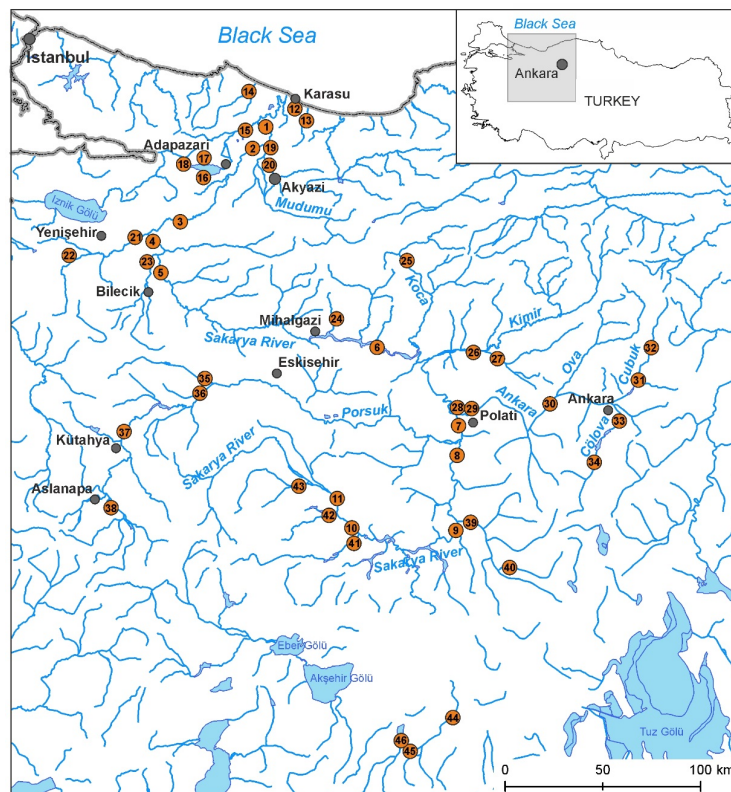 Black Sea
Black Sea
Ankara
TURKEY
Istanbul
14
Karasu
12
13
15
1
Adapazari
2
19
17
18
20
16
Akyazi
Mudumu
Iznik Gölü
3
Yenişehir
21
4
22
23
25
5
Koca
Bilecik
24
Mihalgazi
Kimir
Sakarya River
6
26
27
Ova
32
Eskisehir
Çubuk
35
31
36
Ankara
28
29
30
Ankara
Porsuk
7
Polati
33
37
Kütahya
Cölova
8
34
Sakarya River
43
Aslanapa
11
38
42
10
39
9
41
Sakarya River
40
Eber Gölü
Akşehir Gölü
44
46
45
Tuz Gölü
0
50
100 km